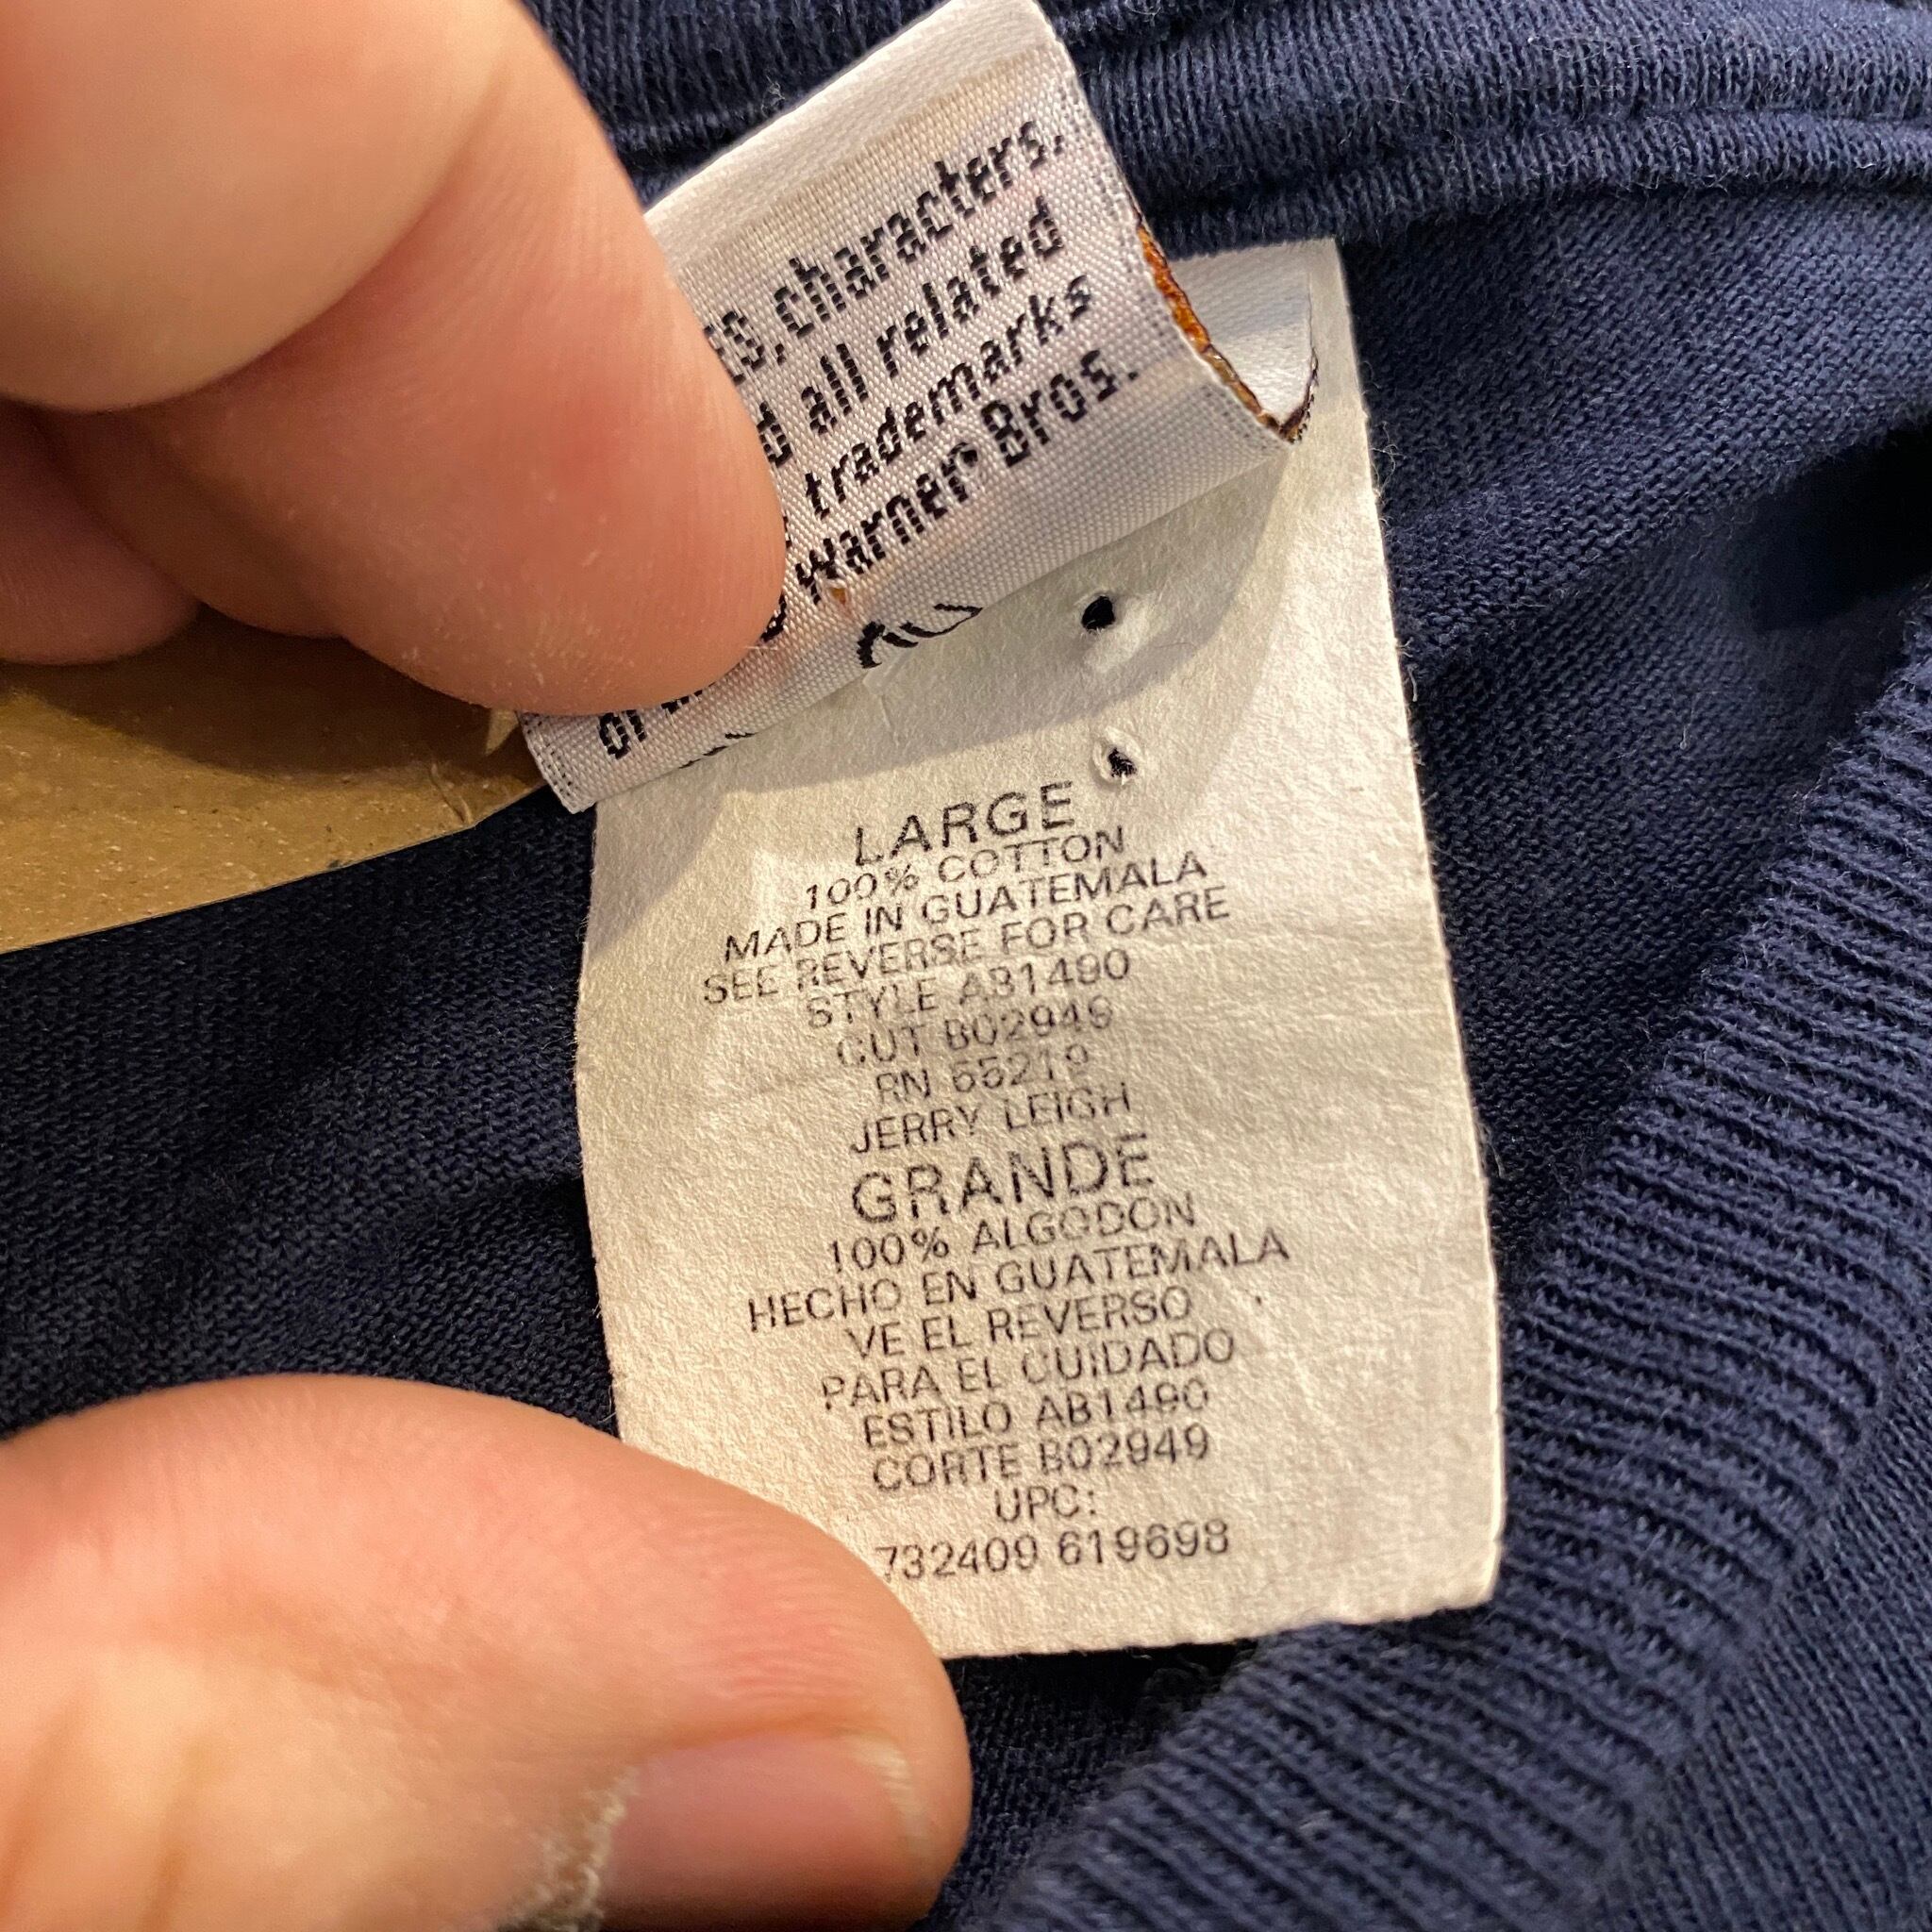 characters,
all related
trademarks
Warner Bros.
LARGE
100% COTTON
MADE IN GUATEMALA
SEE REVERSE FOR CARE
STYLE AB1490
CUT B02949
RN 55219
JERRY LEIGH
GRANDE
100% ALGODON
HECHO EN GUATEMALA
VE EL REVERSO
PARA EL CUIDADO
ESTILO AB1490
CORTE B02949
UPC:
732409 619698